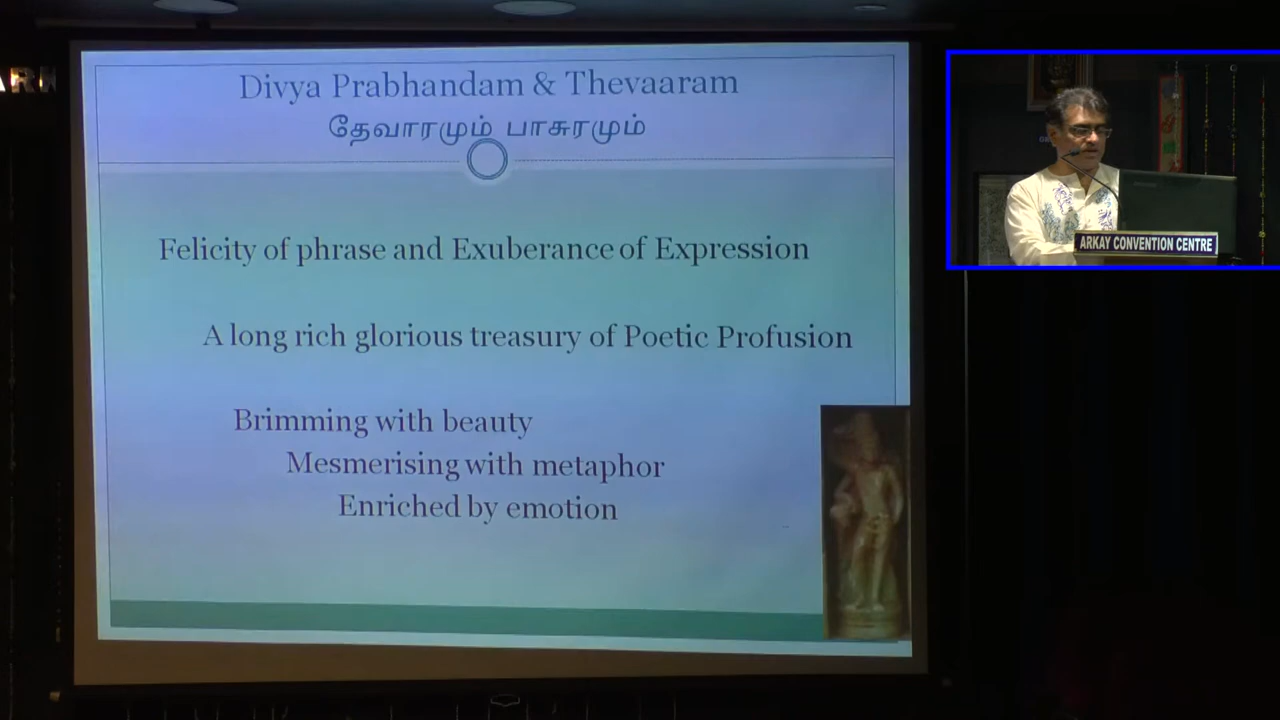 Divya Prabhandam & Thevaaram
தேவாரமும் பாசுரமும்
Felicity of phrase and Exuberance of Expression
A long rich glorious treasury of Poetic Profusion
Brimming with beauty
Mesmerising with metaphor
Enriched by emotion
ARKAY CONVENTION CENTRE